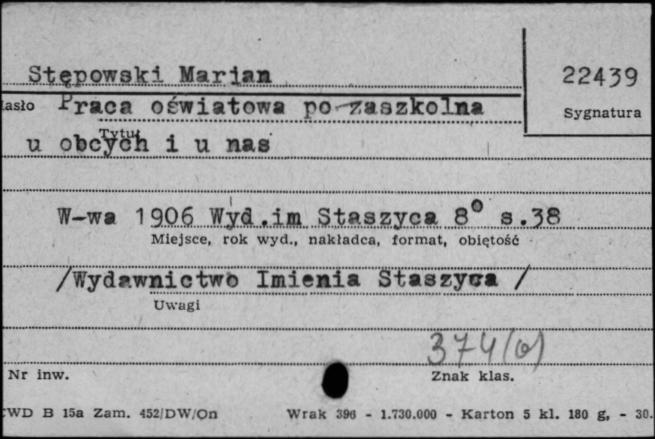 Stępowski Marian
22439
asło Praca oświatowa po-zaszkolna
Sygnatura
Tytuł
u obcych i u nas
W-wa 1906 Wyd.im Staszyca 8° s.38
Miejsce, rok wyd., nakładca, format, objętość
/Wydawnictwo Imienia Staszyca /
Uwagi
374(o)
Nr inw.
Znak klas.
CWD B 15a Zam. 452/DW/On Wrak 396 - 1.730.000 - Karton 5 kl. 180 g, - 30.